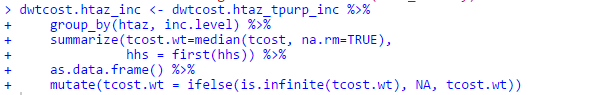 > dwtcost.htaz_inc <- dwtcost.htaz_tpurp_inc %>%
+     group_by(htaz, inc.level) %>%
+     summarize(tcost.wt=median(tcost, na.rm=TRUE),
+               hhs = first(hhs)) %>%
+     as.data.frame() %>%
+     mutate(tcost.wt = ifelse(is.infinite(tcost.wt), NA, tcost.wt))